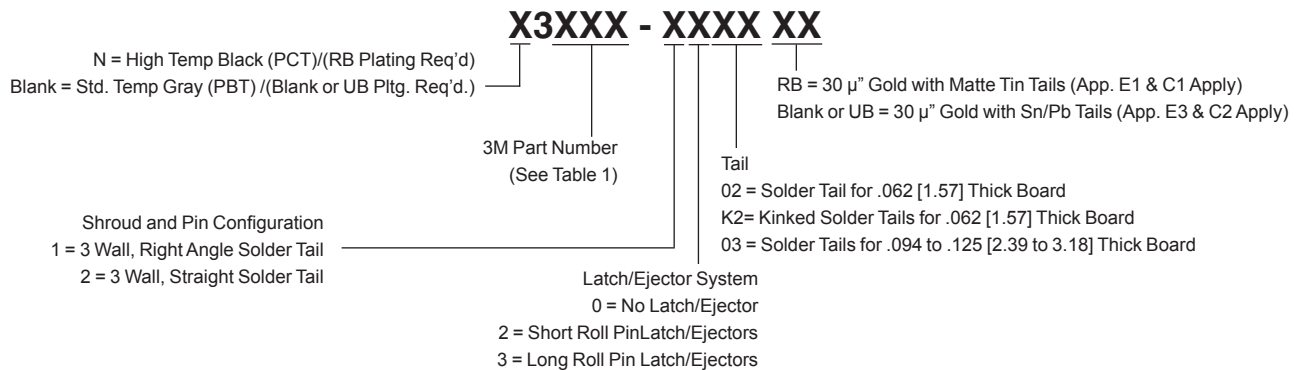 X3XXX - XXXX XX
N = High Temp Black (PCT)/(RB Plating Req’d)
Blank = Std. Temp Gray (PBT) /(Blank or UB Pltg. Req’d.)
RB = 30 µ” Gold with Matte Tin Tails (App. E1 & C1 Apply)
Blank or UB = 30 µ” Gold with Sn/Pb Tails (App. E3 & C2 Apply)
3M Part Number
(See Table 1)
Tail
02 = Solder Tail for .062 [1.57] Thick Board
K2= Kinked Solder Tails for .062 [1.57] Thick Board
03 = Solder Tails for .094 to .125 [2.39 to 3.18] Thick Board
Shroud and Pin Configuration
1 = 3 Wall, Right Angle Solder Tail
2 = 3 Wall, Straight Solder Tail
Latch/Ejector System
0 = No Latch/Ejector
2 = Short Roll PinLatch/Ejectors
3 = Long Roll Pin Latch/Ejectors